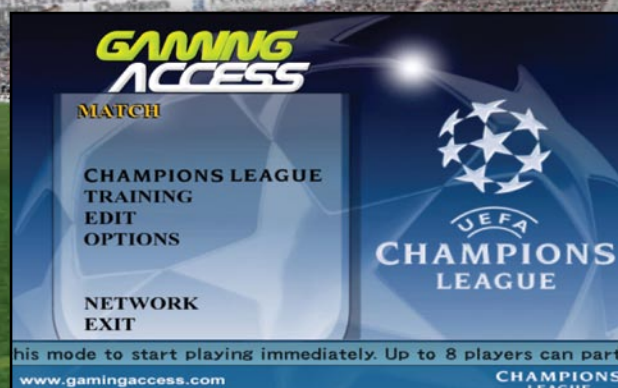 GAMING
ACCESS
MATCH
CHAMPIONS LEAGUE
TRAINING
EDIT
OPTIONS
NETWORK
EXIT
UEFA
CHAMPIONS
LEAGUE
his mode to start playing immediately. Up to 8 players can part
www.gamingaccess.com
CHAMPIONS
LEAGUE